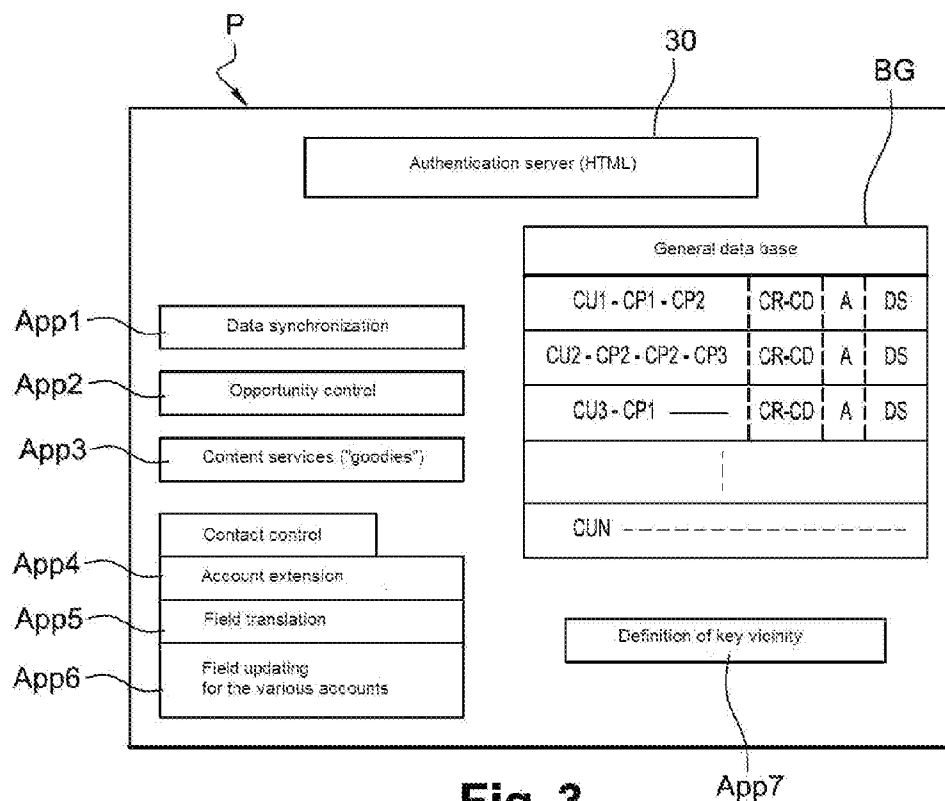 P
30
BG
Authentication server (HTML)
General data base
CU1 - CP1 - CP2 CR-CD A DS
CU2 - CP2 - CP2 - CP3 CR-CD A DS
CU3 - CP1 CR-CD A DS
CUN
App1 Data synchronization
App2 Opportunity control
App3 Content services ("goodies")
Contact control
App4 Account extension
App5 Field translation
App6 Field updating
for the various accounts
Definition of key vicinity
App7
Fig. 3